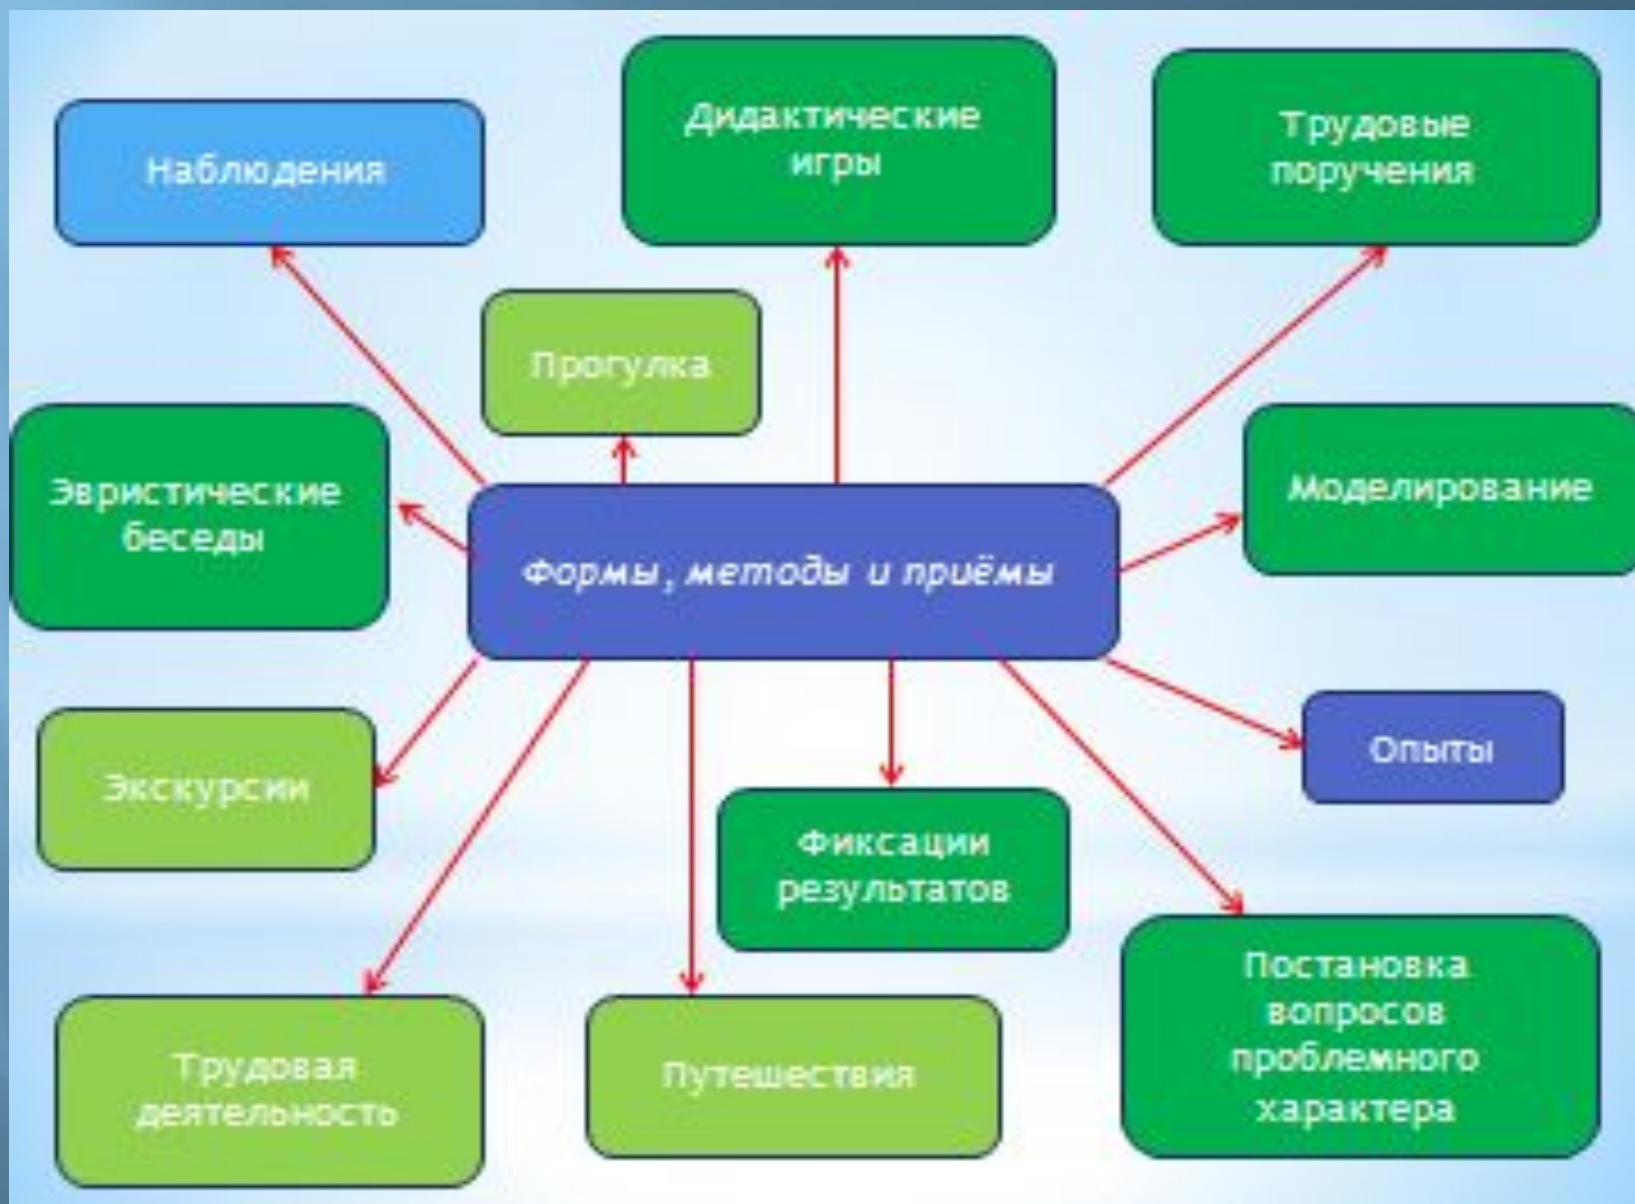 Наблюдения
Дидактические
игры
Трудовые
поручения
Прогулка
Эвристические
беседы
Формы, методы и приёмы
Моделирование
Экскурсии
Опыты
Фиксации
результатов
Трудовая
деятельность
Путешествия
Постановка
вопросов
проблемного
характера